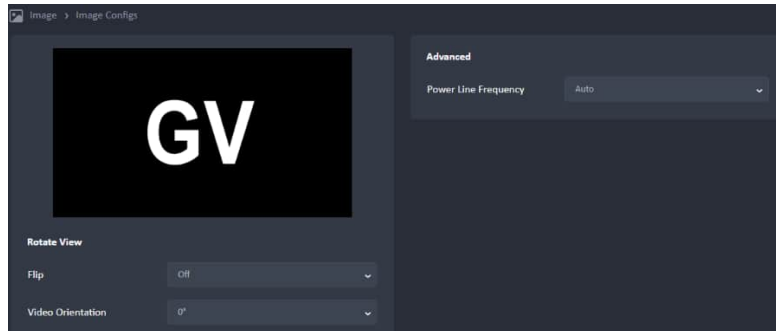 Image > Image Configs
GV
Rotate View
Flip Off
Video Orientation 0°
Advanced
Power Line Frequency Auto